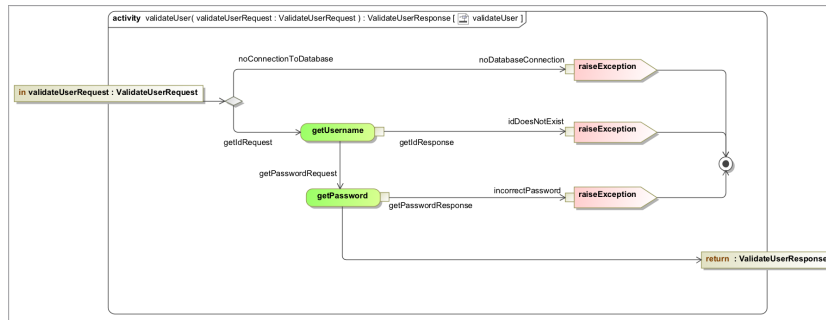 activity validateUser( validateUserRequest : ValidateUserRequest ) : ValidateUserResponse [ validateUser ]
noConnectionToDatabase
noDatabaseConnection
raiseException
in validateUserRequest : ValidateUserRequest
getUsername
idDoesNotExist
raiseException
getIdRequest
getIdResponse
getPasswordRequest
getPassword
incorrectPassword
raiseException
getPasswordResponse
return : ValidateUserResponse